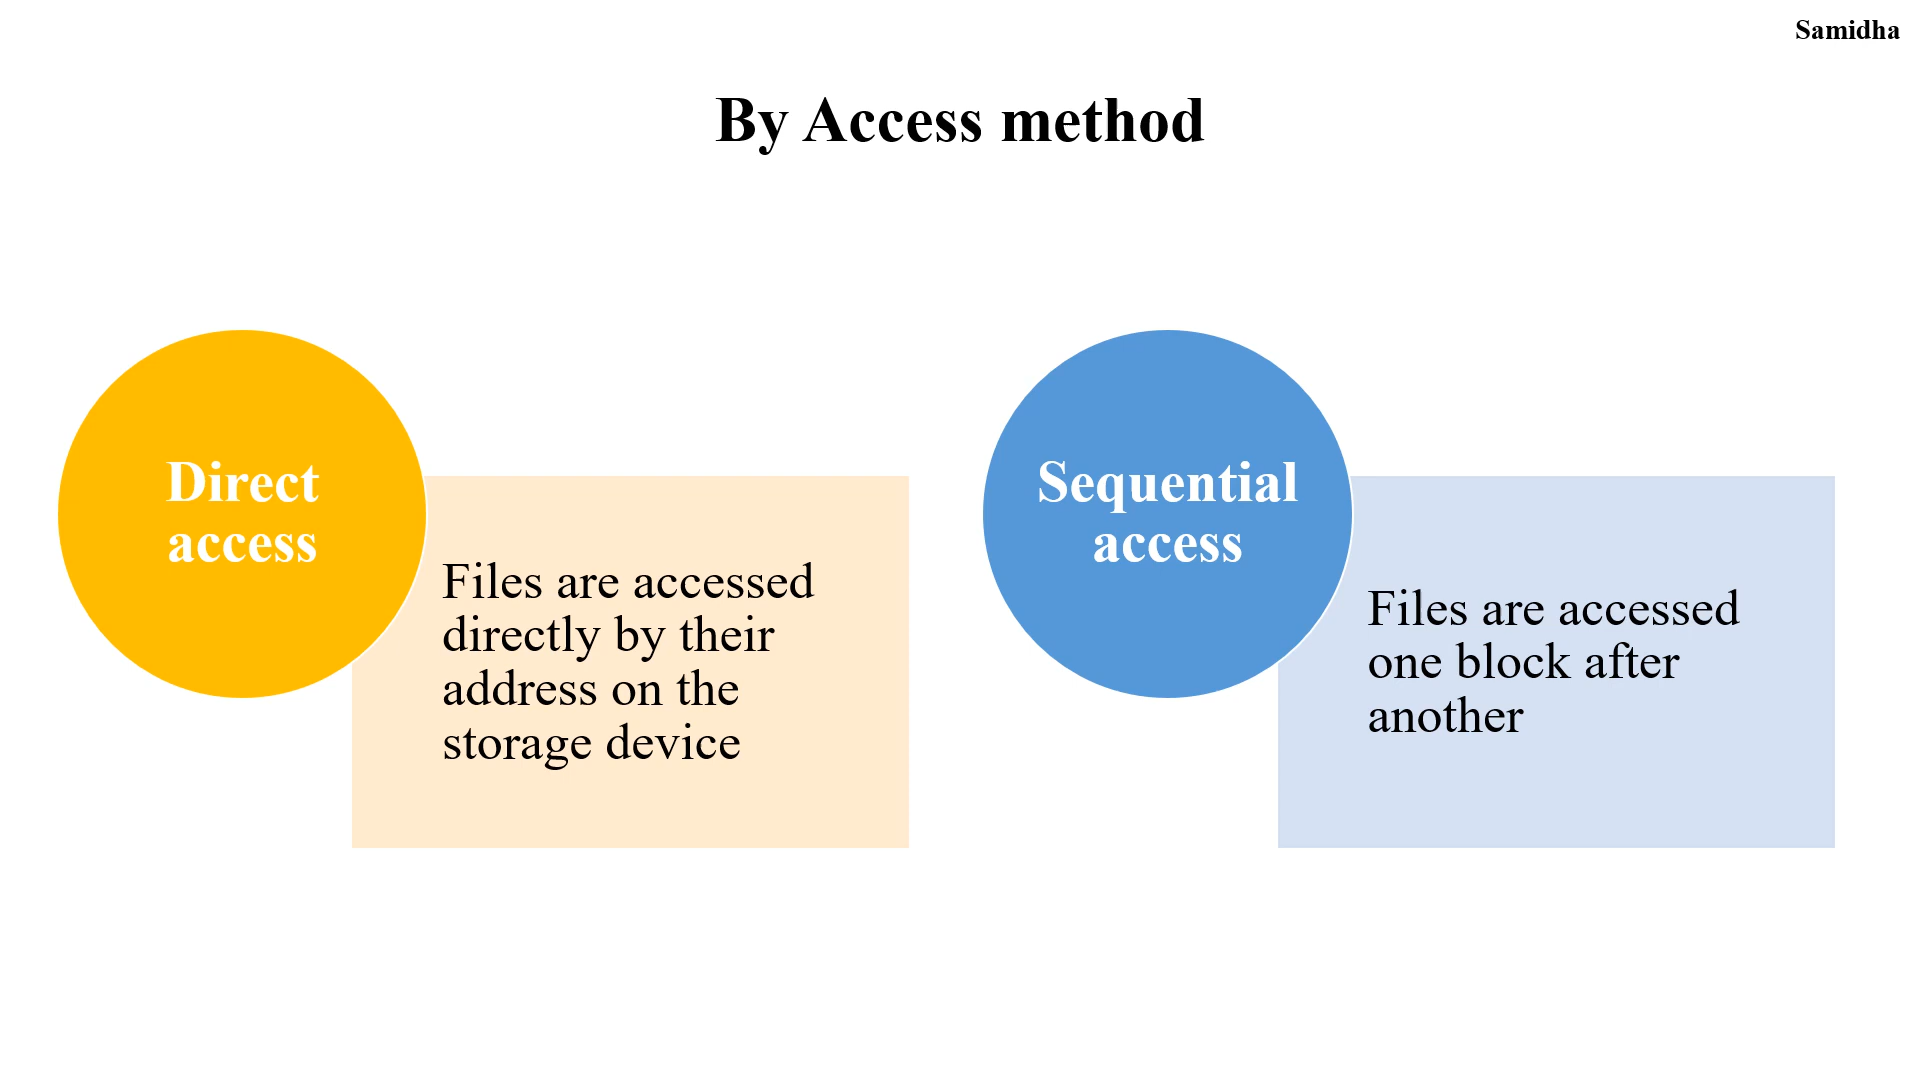 Samidha
By Access method
Direct
access
Files are accessed
directly by their
address on the
storage device
Sequential
access
Files are accessed
one block after
another